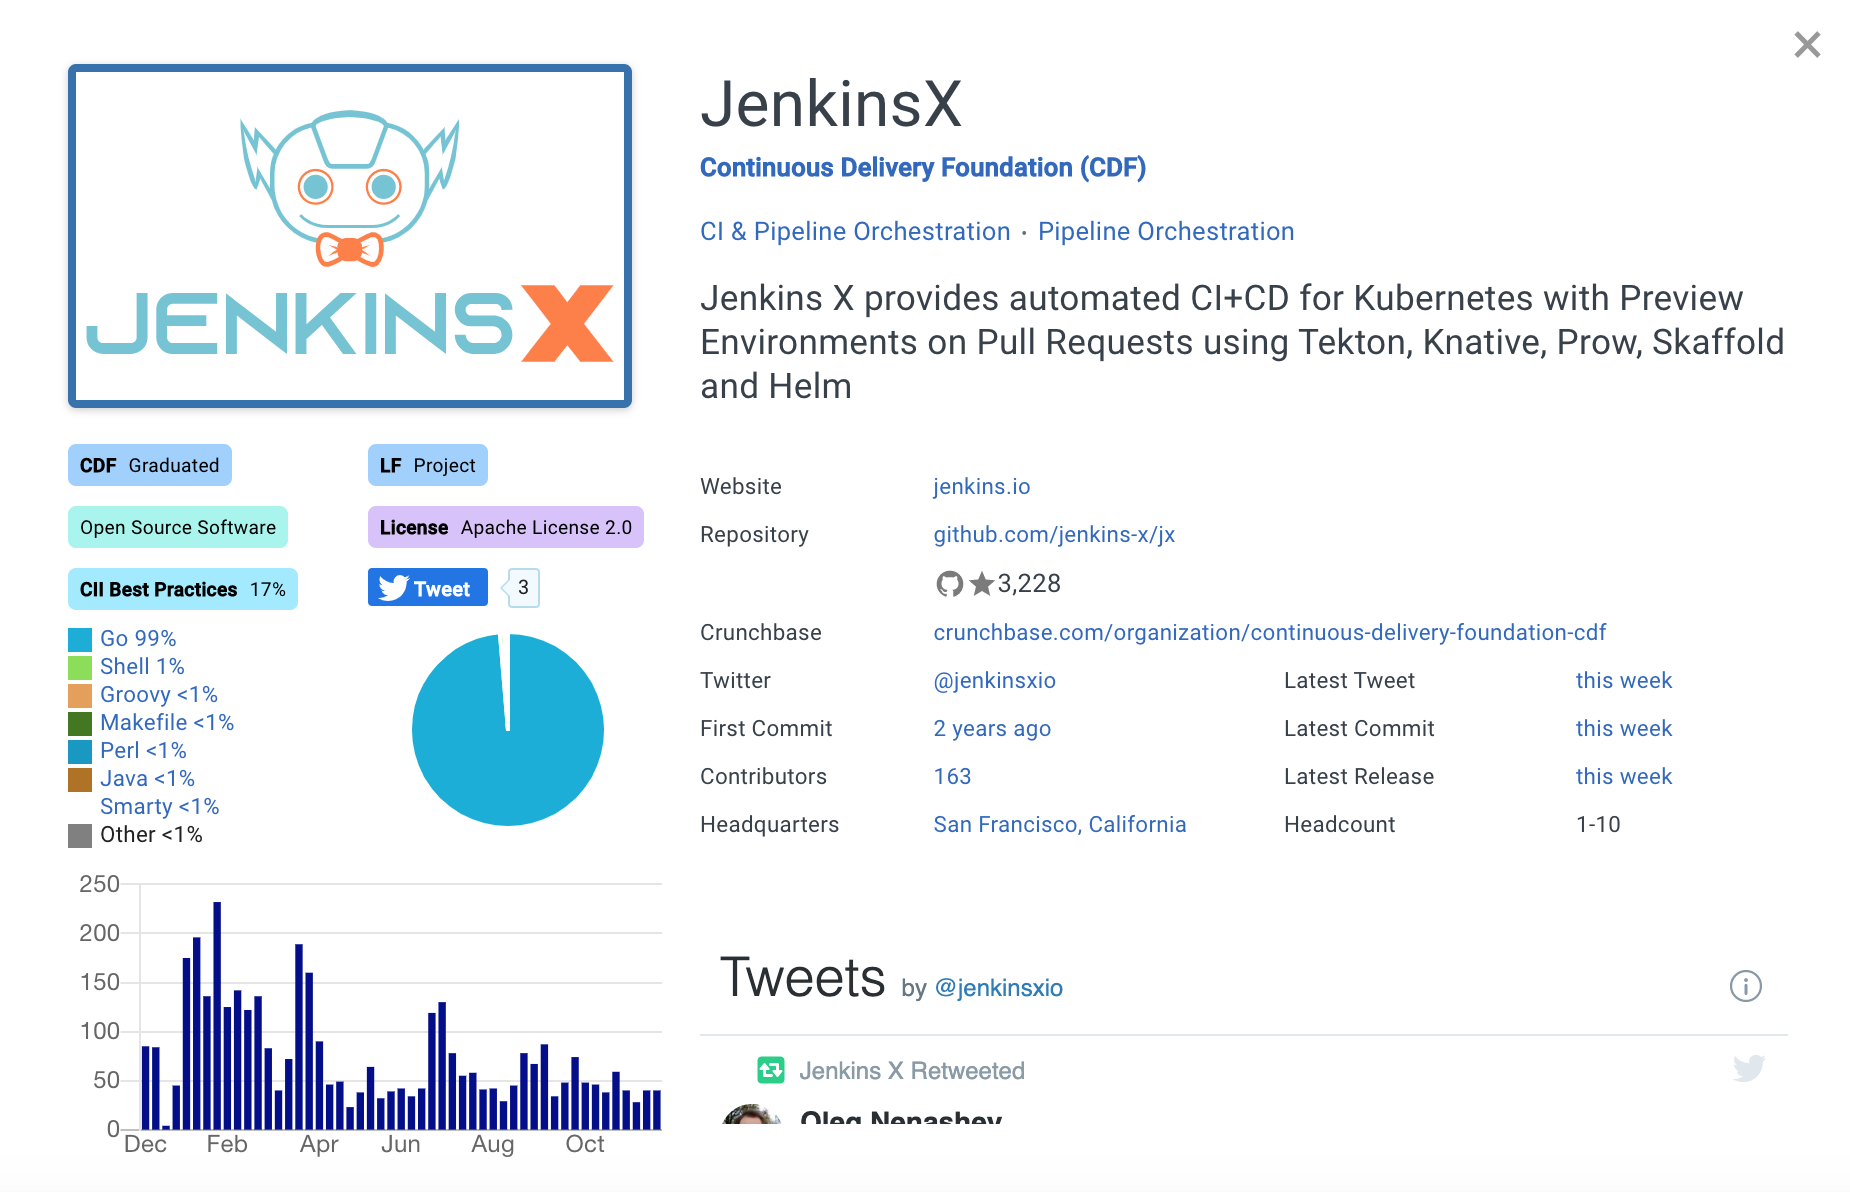 JENKINSX
CDF Graduated
LF Project
Open Source Software
License Apache License 2.0
CII Best Practices 17%
Tweet 3
Go 99%
Shell 1%
Groovy <1%
Makefile <1%
Perl <1%
Java <1%
Smarty <1%
Other <1%
250
200
150
100
50
0
Dec Feb Apr Jun Aug Oct
JenkinsX
Continuous Delivery Foundation (CDF)
CI & Pipeline Orchestration · Pipeline Orchestration
Jenkins X provides automated CI+CD for Kubernetes with Preview
Environments on Pull Requests using Tekton, Knative, Prow, Skaffold
and Helm
Website jenkins.io
Repository github.com/jenkins-x/jx
3,228
Crunchbase crunchbase.com/organization/continuous-delivery-foundation-cdf
Twitter @jenkinsxio Latest Tweet this week
First Commit 2 years ago Latest Commit this week
Contributors 163 Latest Release this week
Headquarters San Francisco, California Headcount 1-10
Tweets by @jenkinsxio
Jenkins X Retweeted
Oleg Nenashev